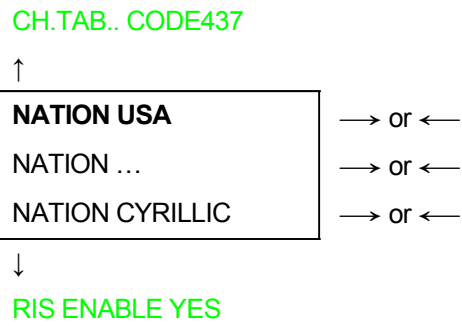 CH.TAB.. CODE437
↑
NATION USA → or ←
NATION … → or ←
NATION CYRILLIC → or ←
↓
RIS ENABLE YES